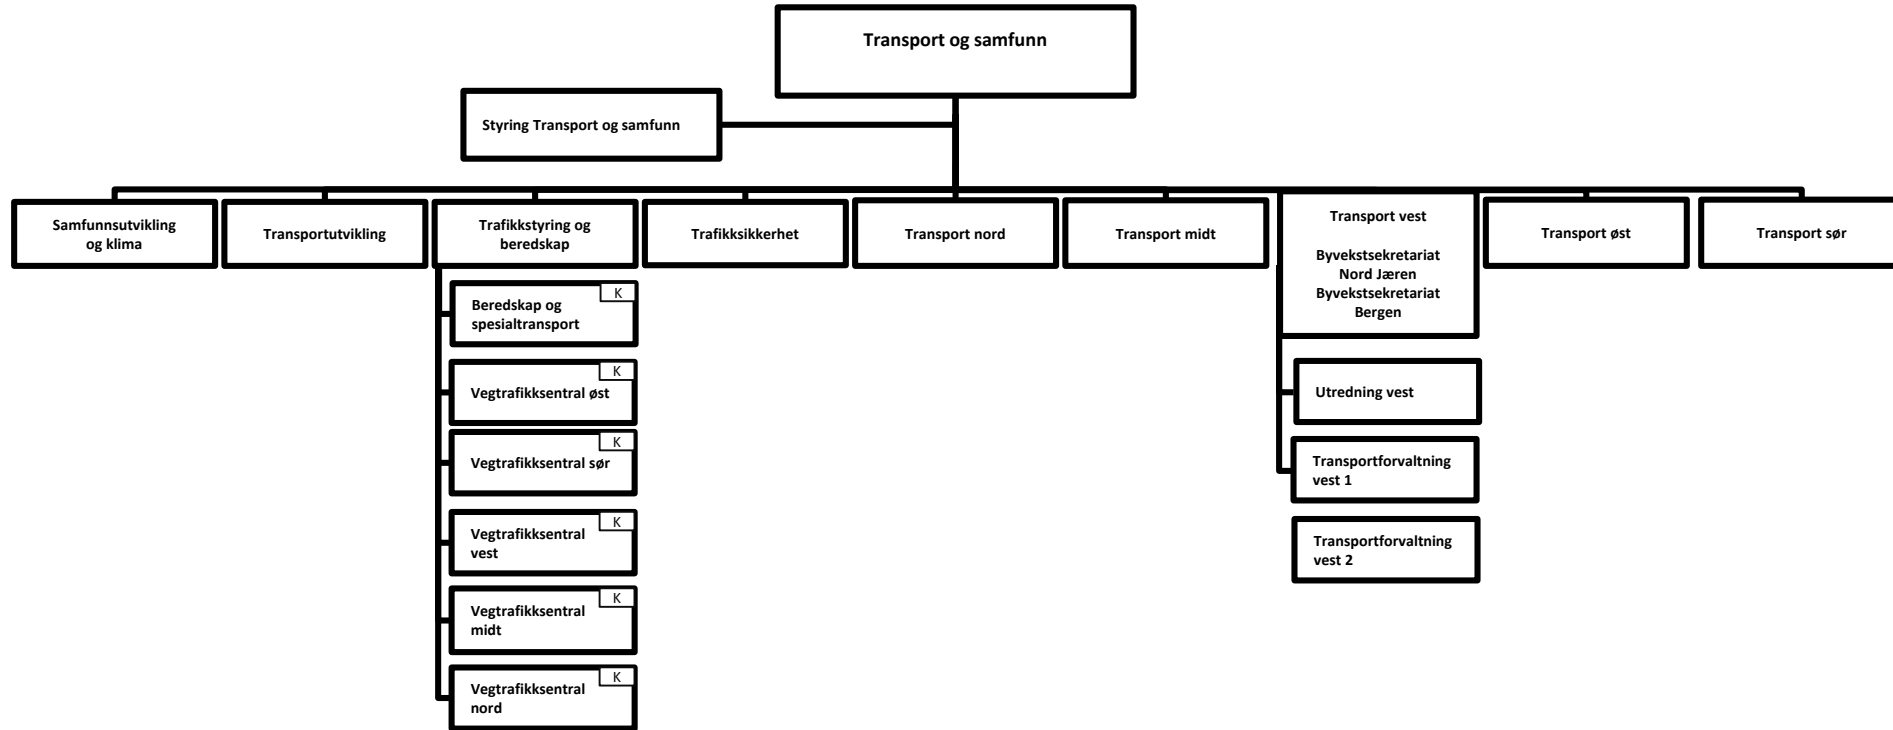 Transport og samfunn
Styring Transport og samfunn
Samfunnsutvikling
og klima
Transportutvikling
Trafikkstyring og
beredskap
Trafikksikkerhet
Transport nord
Transport midt
Transport vest
Byvekstsekretariat
Nord Jæren
Byvekstsekretariat
Bergen
Transport øst
Transport sør
K
Beredskap og
spesialtransport
K
Vegtrafikksentral øst
K
Vegtrafikksentral sør
K
Vegtrafikksentral
vest
K
Vegtrafikksentral
midt
K
Vegtrafikksentral
nord
Utredning vest
Transportforvaltning
vest 1
Transportforvaltning
vest 2